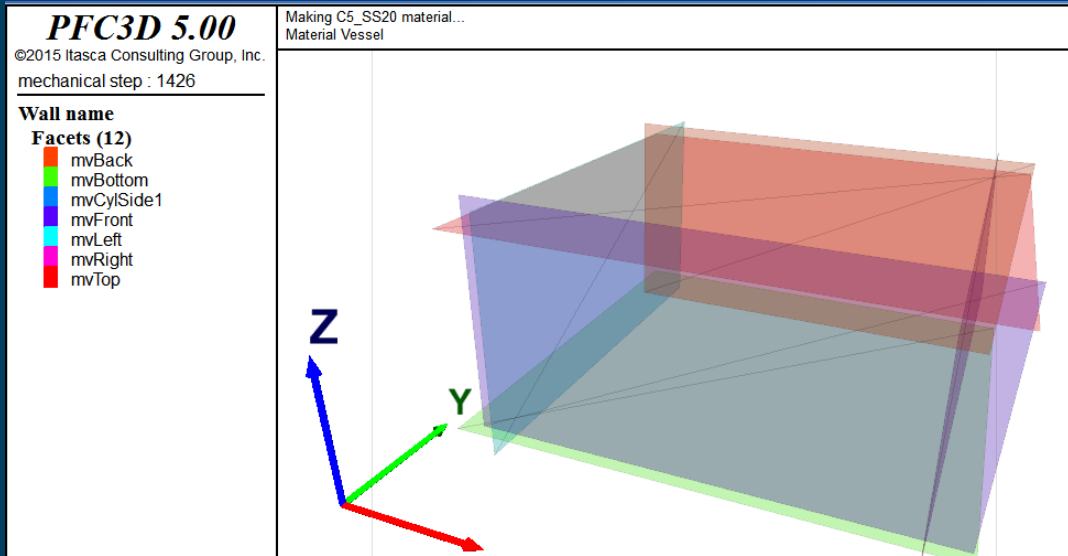 PFC3D 5.00
©2015 Itasca Consulting Group, Inc.
mechanical step : 1426
Wall name
Facets (12)
mvBack
mvBottom
mvCylSide1
mvFront
mvLeft
mvRight
mvTop
Making C5_SS20 material...
Material Vessel
Z
Y